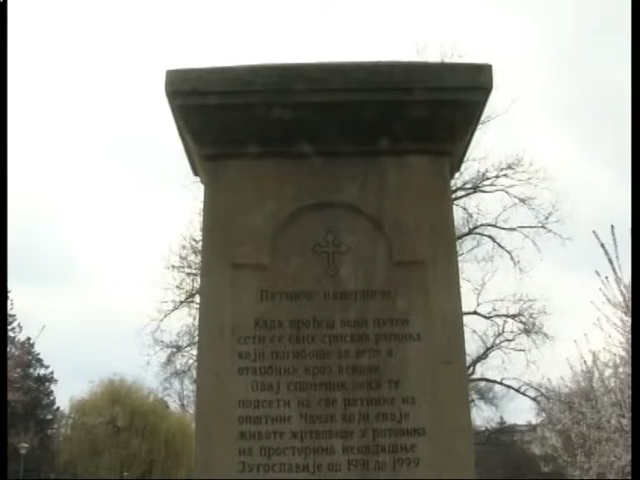 Путниче намерниче
Када прођеш овим путем
сети се свих српских ратника
који погибоше за веру и
отаџбину кроз векове
Овај споменик нека те
подсети на све ратнике из
општине Чачак који своје
животе жртвоваше у ратовима
на просторима некадашње
Југославије од 1991 до 1999